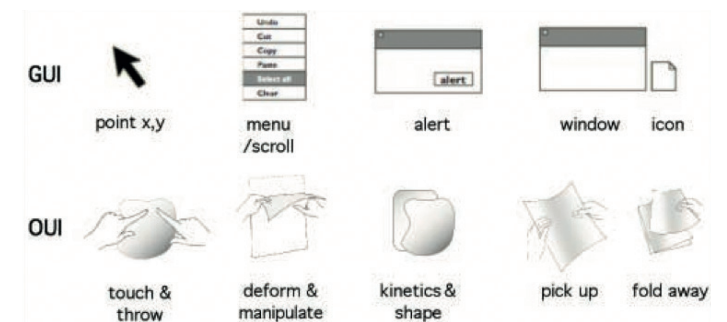 Undo
Cut
Copy
Paste
Select all
Clear
alert
GUI
point x,y
menu
/scroll
alert
window
icon
OUI
touch &
throw
deform &
manipulate
kinetics &
shape
pick up
fold away